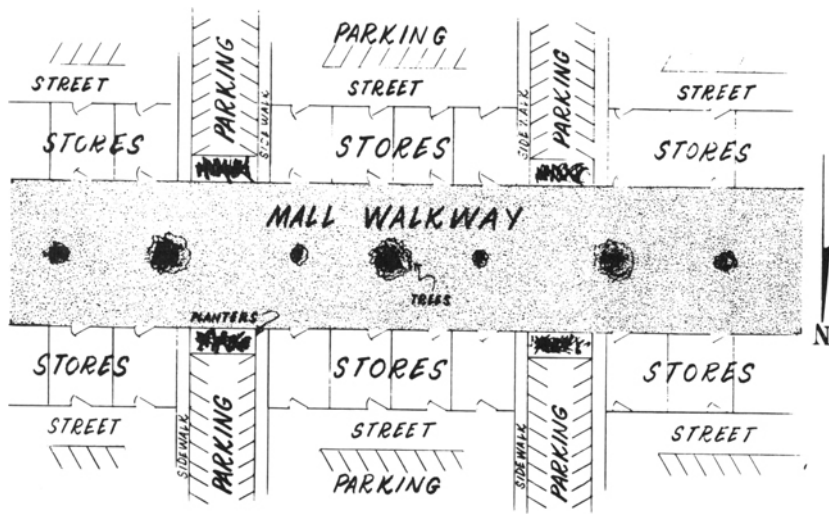 PARKING
PARKING
PARKING
STREET
STREET
STREET
SIDEWALK
SIDEWALK
STORES
STORES
STORES
MALL WALKWAY
TREES
PLANTERS
N
STORES
STORES
STORES
SIDEWALK
PARKING
SIDEWALK
PARKING
STREET
STREET
STREET
PARKING